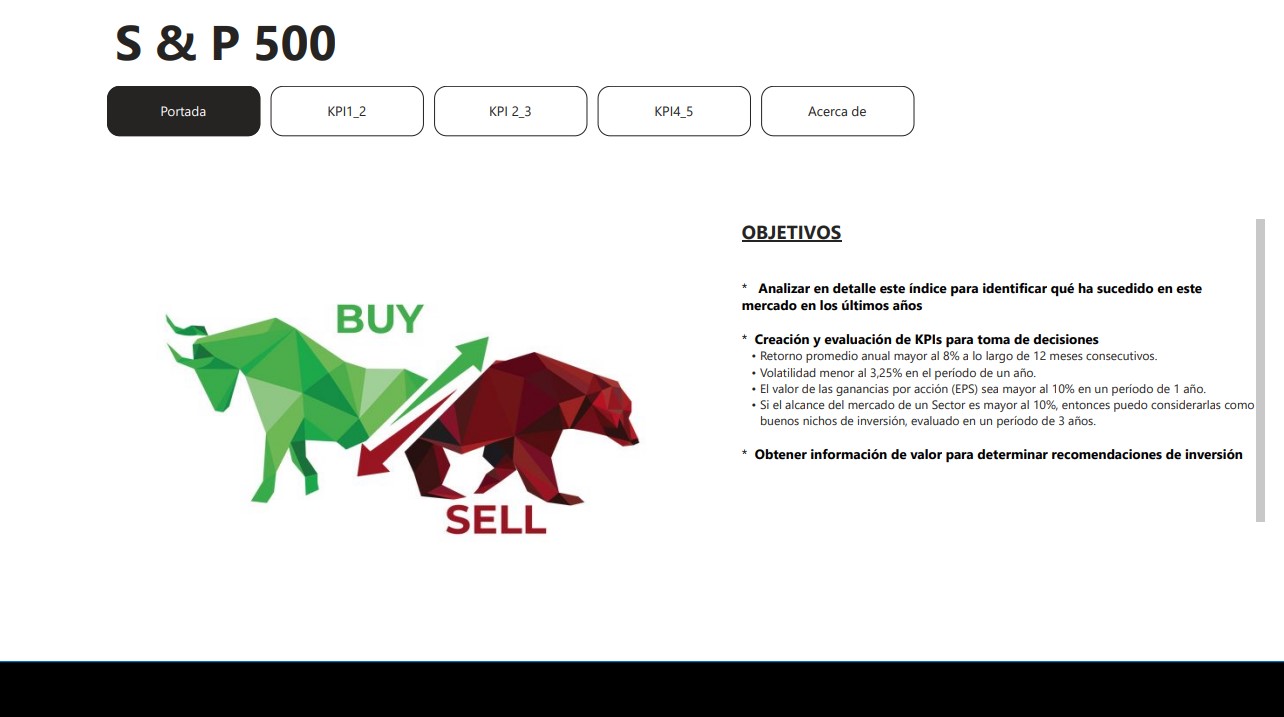 S & P 500
Portada
KPI1_2
KPI 2_3
KPI4_5
Acerca de
OBJETIVOS
* Analizar en detalle este índice para identificar qué ha sucedido en este
mercado en los últimos años
* Creación y evaluación de KPIs para toma de decisiones
• Retorno promedio anual mayor al 8% a lo largo de 12 meses consecutivos.
• Volatilidad menor al 3,25% en el período de un año.
• El valor de las ganancias por acción (EPS) sea mayor al 10% en un período de 1 año.
• Si el alcance del mercado de un Sector es mayor al 10%, entonces puedo considerarlas como
buenos nichos de inversión, evaluado en un período de 3 años.
* Obtener información de valor para determinar recomendaciones de inversión
BUY
SELL